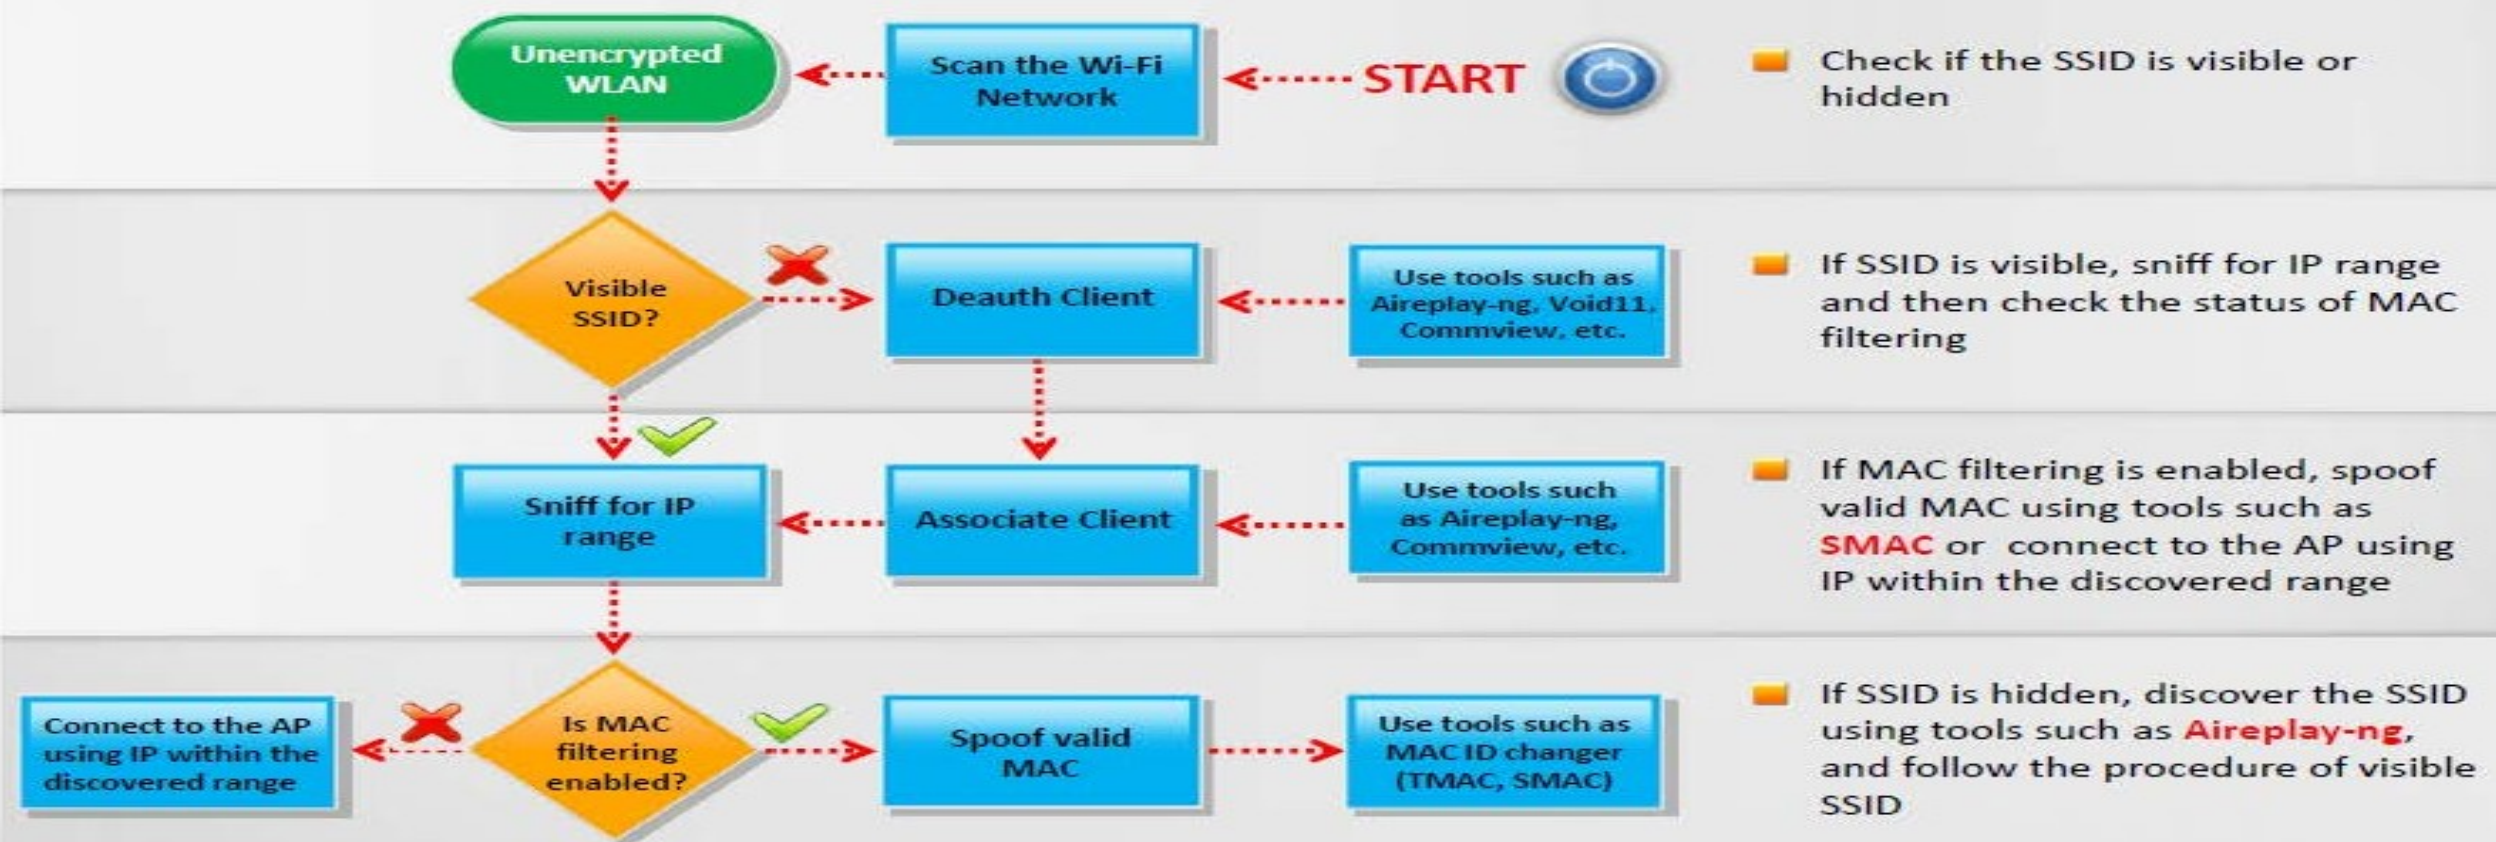 Unencrypted
WLAN
Scan the Wi-Fi
Network
START
Check if the SSID is visible or
hidden
Visible
SSID?
Deauth Client
Use tools such as
Aireplay-ng, Void11,
Commview, etc.
If SSID is visible, sniff for IP range
and then check the status of MAC
filtering
Sniff for IP
range
Associate Client
Use tools such
as Aireplay-ng,
Commview, etc.
If MAC filtering is enabled, spoof
valid MAC using tools such as
SMAC or connect to the AP using
IP within the discovered range
Connect to the AP
using IP within the
discovered range
Is MAC
filtering
enabled?
Spoof valid
MAC
Use tools such as
MAC ID changer
(TMAC, SMAC)
If SSID is hidden, discover the SSID
using tools such as Aireplay-ng,
and follow the procedure of visible
SSID